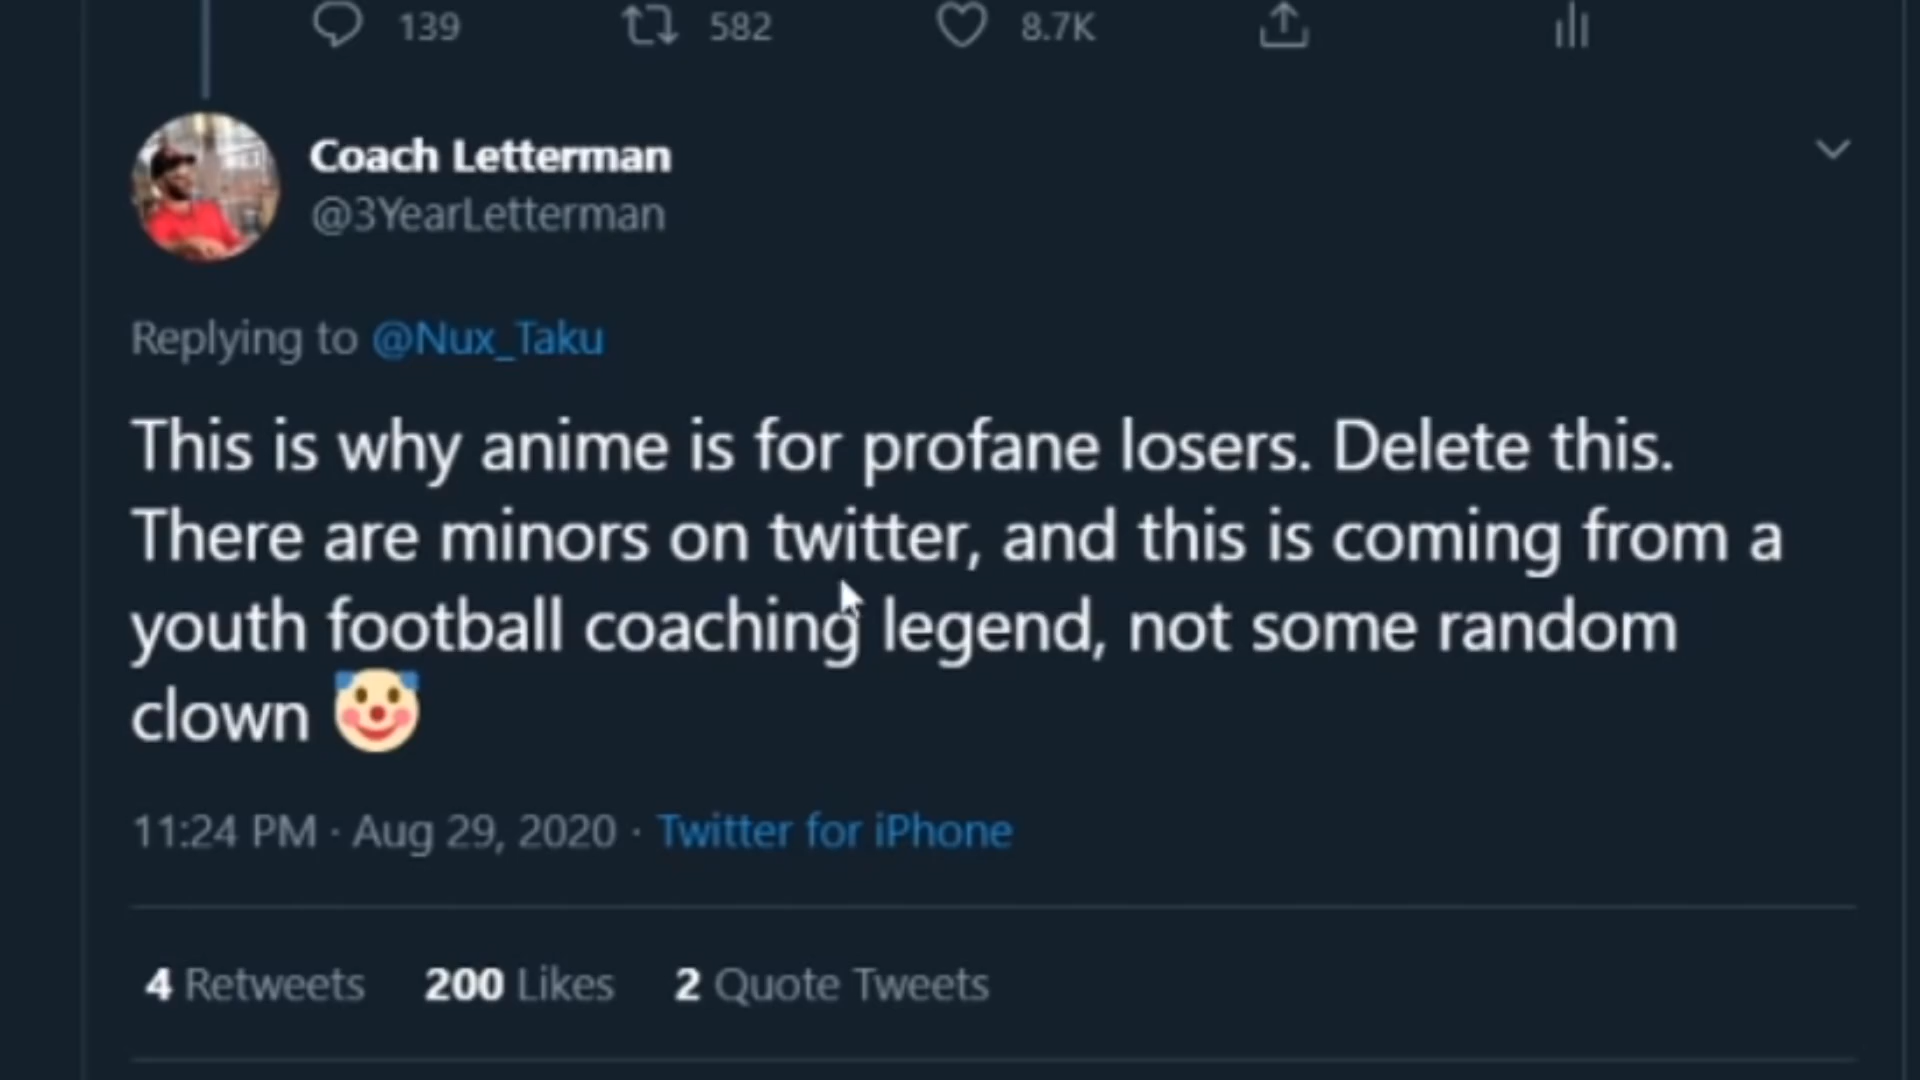 139 582 8.7K
Coach Letterman
@3YearLetterman
Replying to @Nux_Taku
This is why anime is for profane losers. Delete this.
There are minors on twitter, and this is coming from a
youth football coaching legend, not some random
clown 🤡
11:24 PM · Aug 29, 2020 · Twitter for iPhone
4 Retweets 200 Likes 2 Quote Tweets